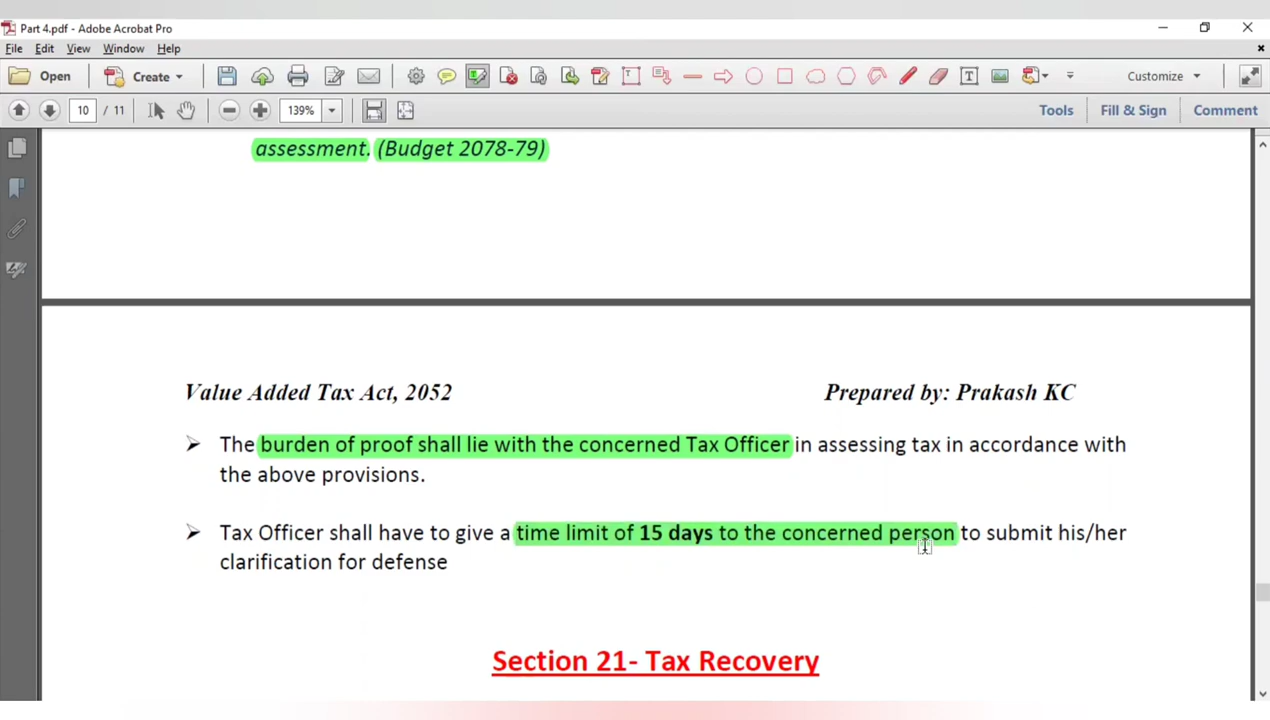 Part 4.pdf - Adobe Acrobat Pro
File Edit View Window Help
Open Create Customize
10 / 11 139% Tools Fill & Sign Comment
assessment. (Budget 2078-79)
Value Added Tax Act, 2052 Prepared by: Prakash KC
➢ The burden of proof shall lie with the concerned Tax Officer in assessing tax in accordance with
the above provisions.
➢ Tax Officer shall have to give a time limit of 15 days to the concerned person to submit his/her
clarification for defense
Section 21- Tax Recovery